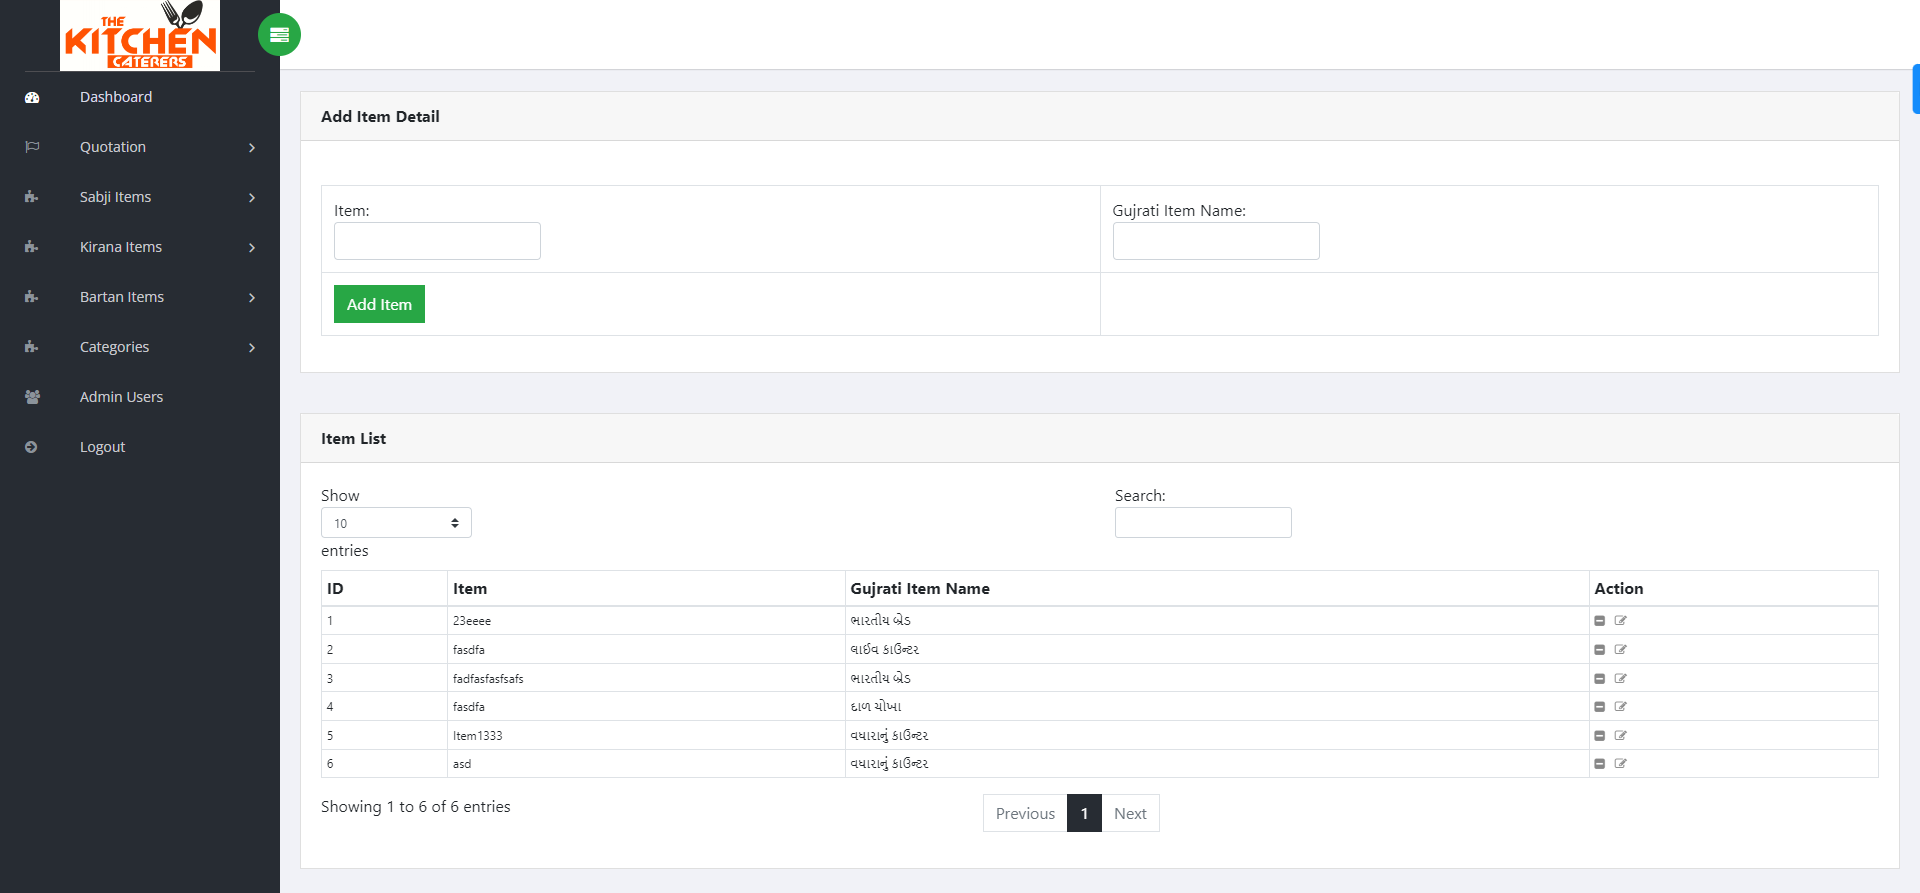 THE
KITCHEN
CATERERS
Dashboard
Quotation
Sabji Items
Kirana Items
Bartan Items
Categories
Admin Users
Logout
Add Item Detail
Item: Gujrati Item Name:
Add Item
Item List
Show Search:
10
entries
ID Item Gujrati Item Name Action
1 23eeee ભારતીય બ્રેડ
2 fasdfa લાઈવ કાઉન્ટર
3 fadfasfasfsafs ભારતીય બ્રેડ
4 fasdfa દાળ ચોખા
5 Item1333 વધારાનું કાઉન્ટર
6 asd વધારાનું કાઉન્ટર
Showing 1 to 6 of 6 entries Previous 1 Next